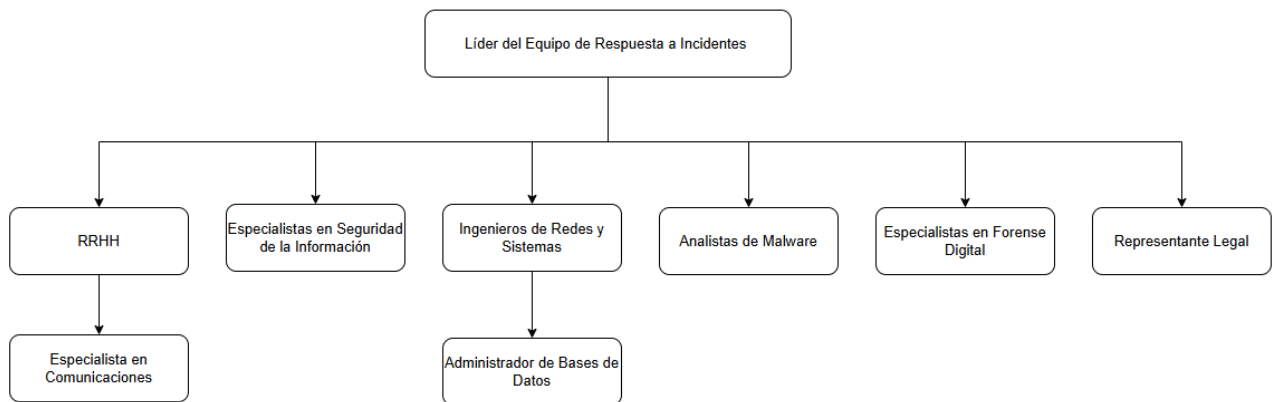 Líder del Equipo de Respuesta a Incidentes
RRHH
Especialistas en Seguridad
de la Información
Ingenieros de Redes y
Sistemas
Analistas de Malware
Especialistas en Forense
Digital
Representante Legal
Especialista en
Comunicaciones
Administrador de Bases de
Datos